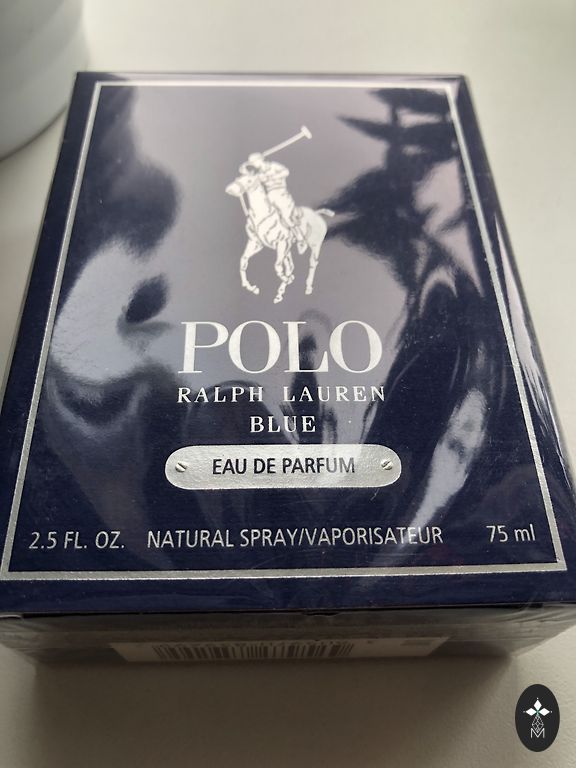 POLO
RALPH LAUREN
BLUE
EAU DE PARFUM
2.5 FL. OZ. NATURAL SPRAY/VAPORISATEUR 75 ml
M